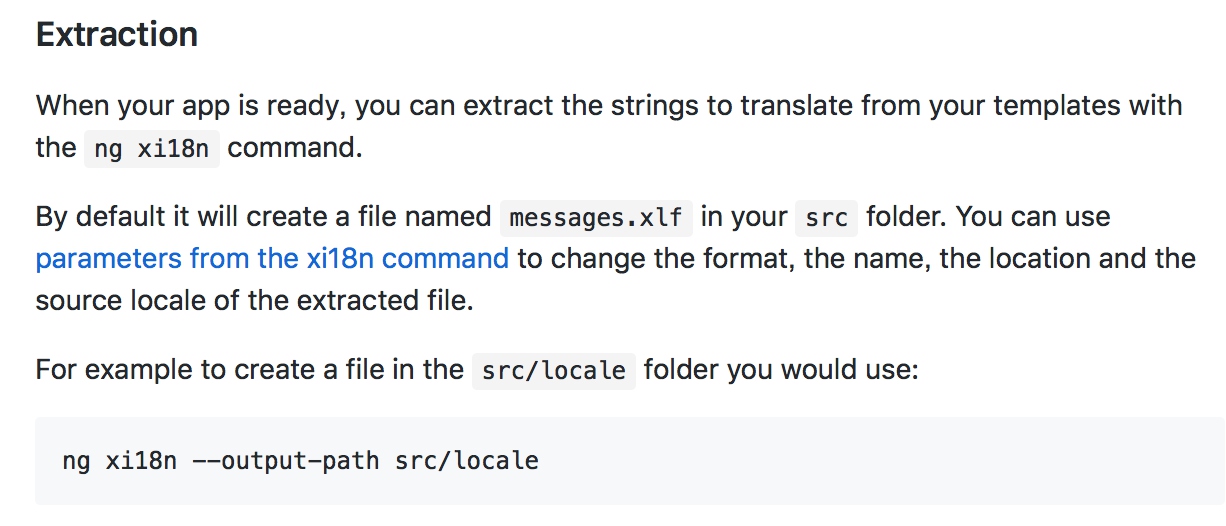 Extraction
When your app is ready, you can extract the strings to translate from your templates with
the ng xi18n command.
By default it will create a file named messages.xlf in your src folder. You can use
parameters from the xi18n command to change the format, the name, the location and the
source locale of the extracted file.
For example to create a file in the src/locale folder you would use:
ng xi18n --output-path src/locale